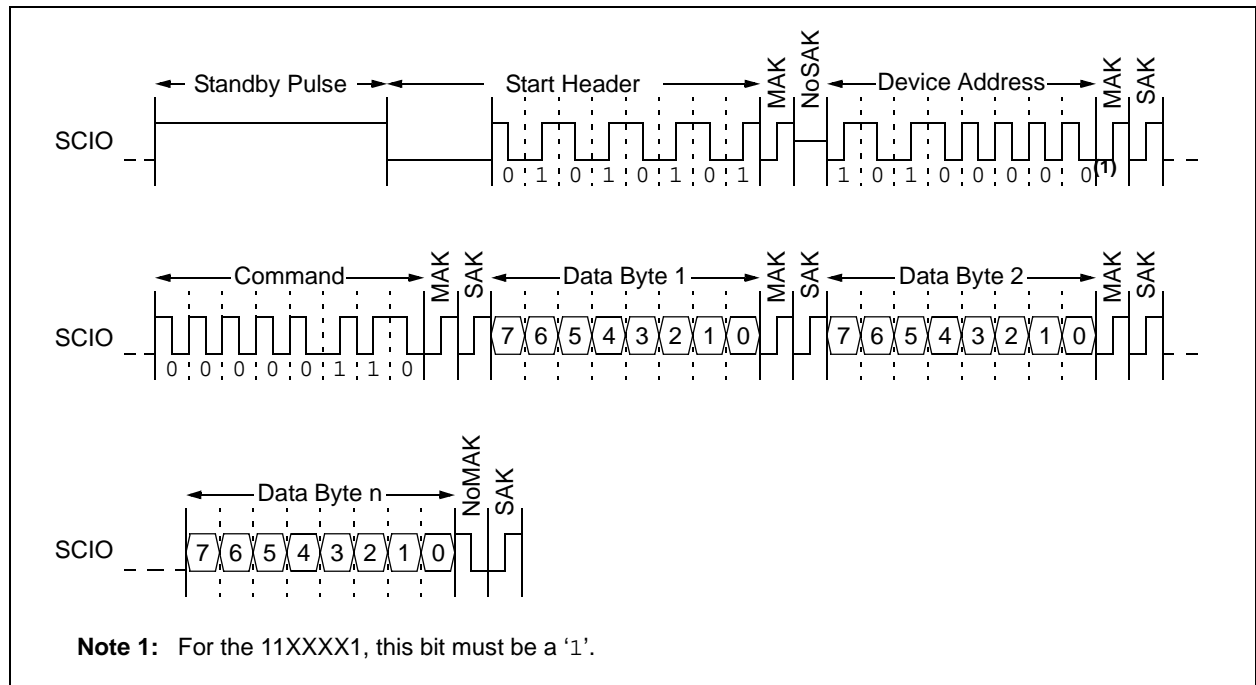 Standby Pulse Start Header MAK NoSAK Device Address MAK SAK
SCIO
0 1 0 1 0 1 0 1 1 0 1 0 0 0 0 0(1)
Command MAK SAK Data Byte 1 MAK SAK Data Byte 2 MAK SAK
SCIO 7 6 5 4 3 2 1 0 7 6 5 4 3 2 1 0
0 0 0 0 0 1 1 0
Data Byte n NoMAK SAK
SCIO 7 6 5 4 3 2 1 0
Note 1: For the 11XXXX1, this bit must be a ‘1’.